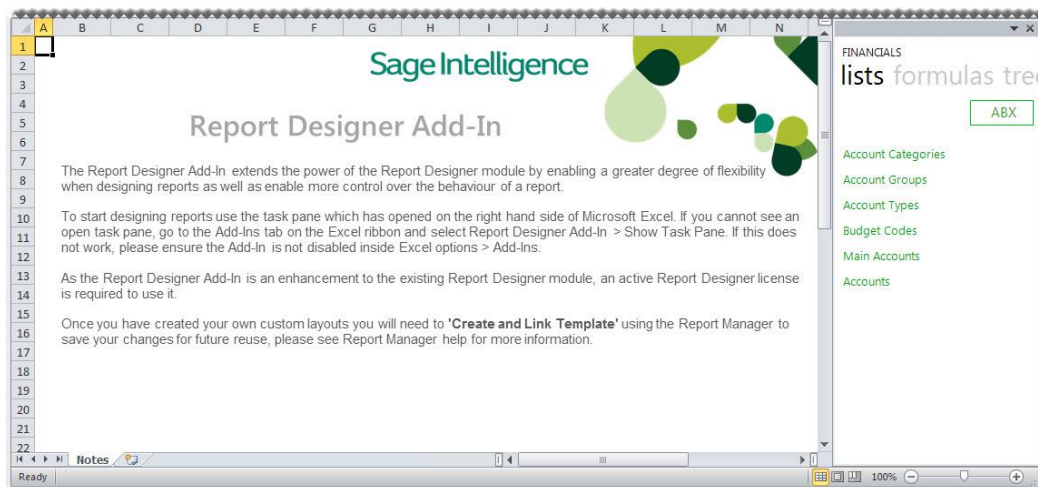 A B C D E F G H I J K L M N
1
2
3
4
5
6
7
8
9
10
11
12
13
14
15
16
17
18
19
20
21
22
Sage Intelligence
Report Designer Add-In
The Report Designer Add-In extends the power of the Report Designer module by enabling a greater degree of flexibility
when designing reports as well as enable more control over the behaviour of a report.
To start designing reports use the task pane which has opened on the right hand side of Microsoft Excel. If you cannot see an
open task pane, go to the Add-Ins tab on the Excel ribbon and select Report Designer Add-In > Show Task Pane. If this does
not work, please ensure the Add-In is not disabled inside Excel options > Add-Ins.
As the Report Designer Add-In is an enhancement to the existing Report Designer module, an active Report Designer license
is required to use it.
Once you have created your own custom layouts you will need to 'Create and Link Template' using the Report Manager to
save your changes for future reuse, please see Report Manager help for more information.
FINANCIALS
lists formulas tree
ABX
Account Categories
Account Groups
Account Types
Budget Codes
Main Accounts
Accounts
Notes
Ready
100%